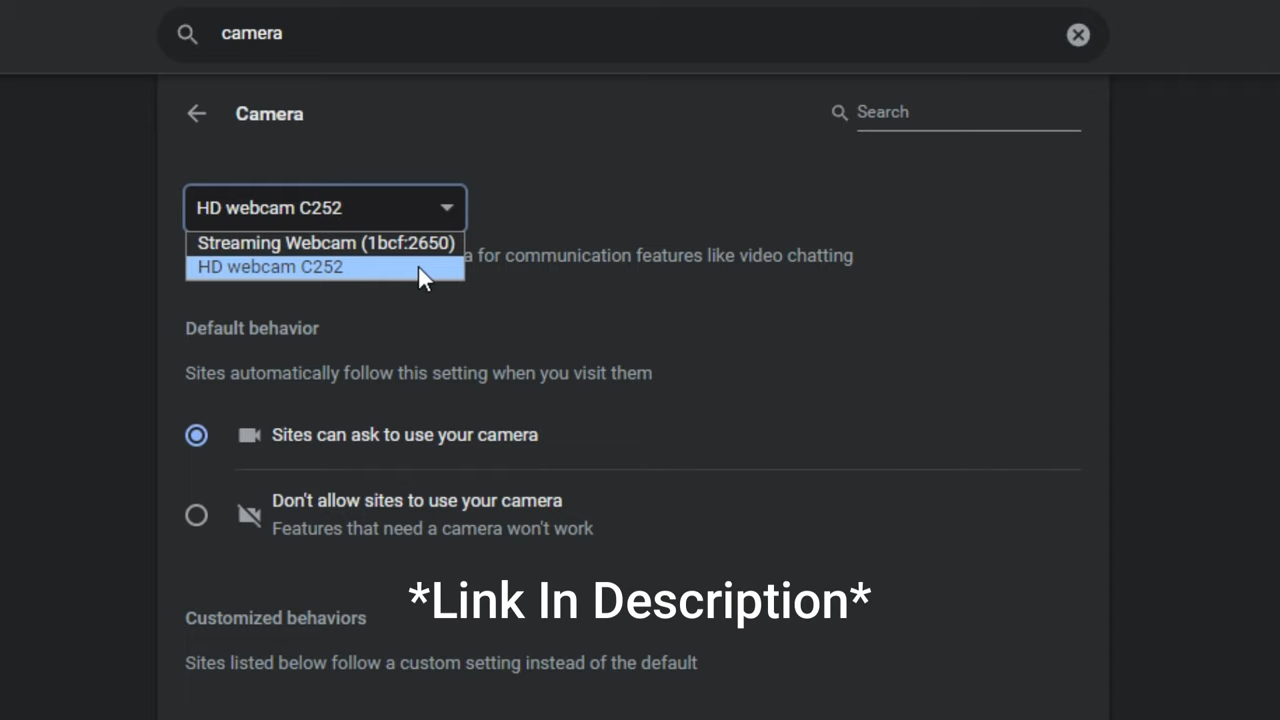 camera
Camera
Search
HD webcam C252
Streaming Webcam (1bcf:2650)
HD webcam C252
a for communication features like video chatting
Default behavior
Sites automatically follow this setting when you visit them
Sites can ask to use your camera
Don't allow sites to use your camera
Features that need a camera won't work
*Link In Description*
Customized behaviors
Sites listed below follow a custom setting instead of the default